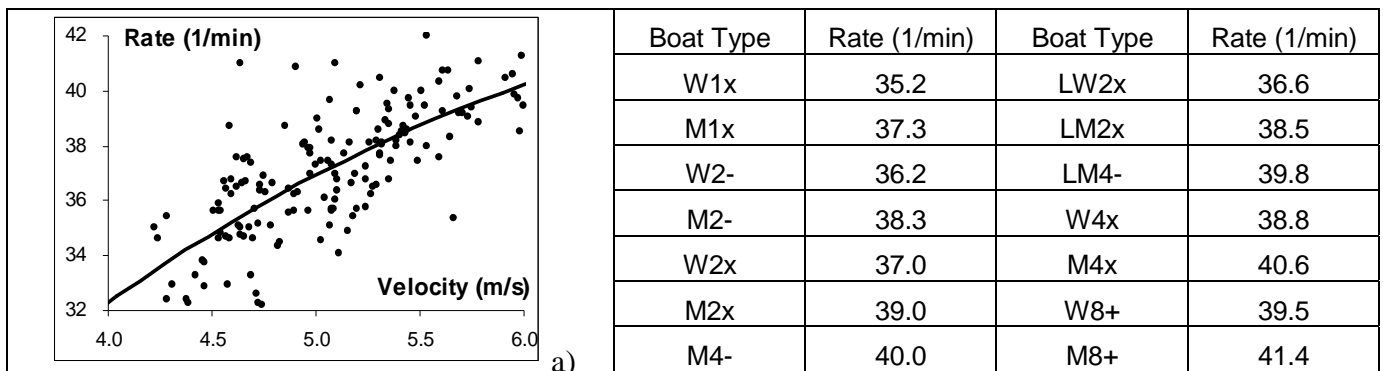 Rate (1/min)
42
40
38
36
34
32
Velocity (m/s)
4.0 4.5 5.0 5.5 6.0
a)
Boat Type Rate (1/min) Boat Type Rate (1/min)
W1x 35.2 LW2x 36.6
M1x 37.3 LM2x 38.5
W2- 36.2 LM4- 39.8
M2- 38.3 W4x 38.8
W2x 37.0 M4x 40.6
M2x 39.0 W8+ 39.5
M4- 40.0 M8+ 41.4